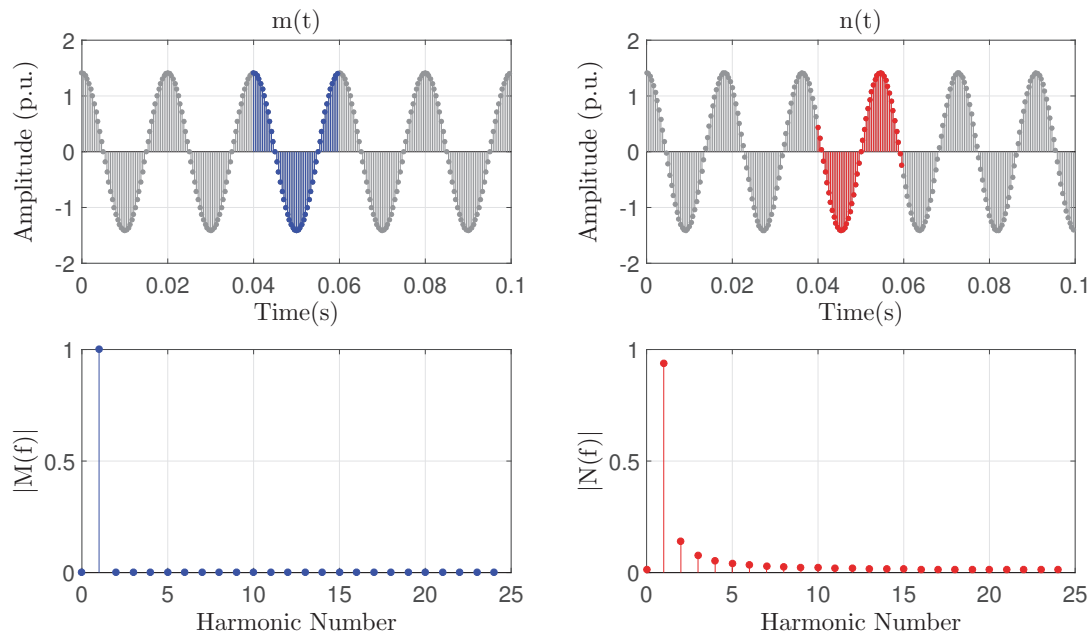 m(t)
2
1
0
-1
-2
Amplitude (p.u.)
0 0.02 0.04 0.06 0.08 0.1
Time(s)
n(t)
2
1
0
-1
-2
Amplitude (p.u.)
0 0.02 0.04 0.06 0.08 0.1
Time(s)
1
0.5
0
|M(f)|
0 5 10 15 20 25
Harmonic Number
1
0.5
0
|N(f)|
0 5 10 15 20 25
Harmonic Number